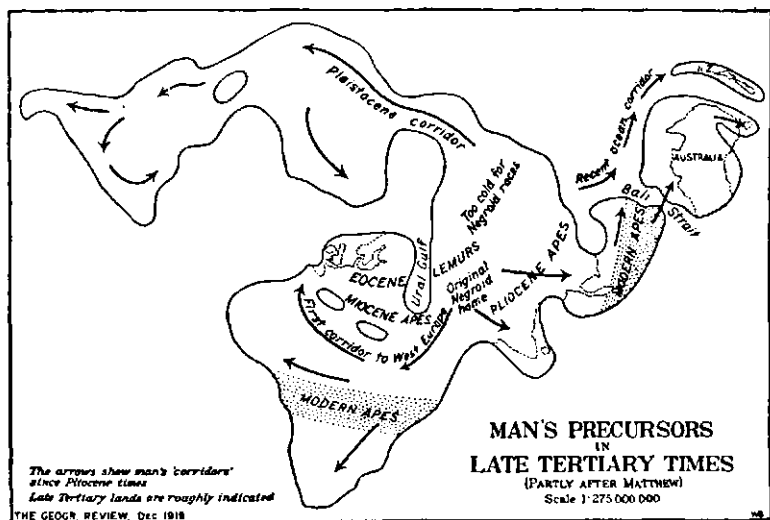 Pleistocene corridor
Recent ocean corridor
AUSTRALIA
Too cold for
Negroid races
Bali
Strait
MODERN APES
PLIOCENE APES
Ural Gulf
LEMURS
EOCENE
Original
Negroid
home
MIOCENE APES
First corridor to West Europe
MODERN APES
MAN'S PRECURSORS
IN
LATE TERTIARY TIMES
(PARTLY AFTER MATTHEW)
Scale 1:275 000 000
The arrows shew man's 'corridors'
since Pliocene times
Late Tertiary lands are roughly indicated
THE GEOGR. REVIEW, DEC 1919